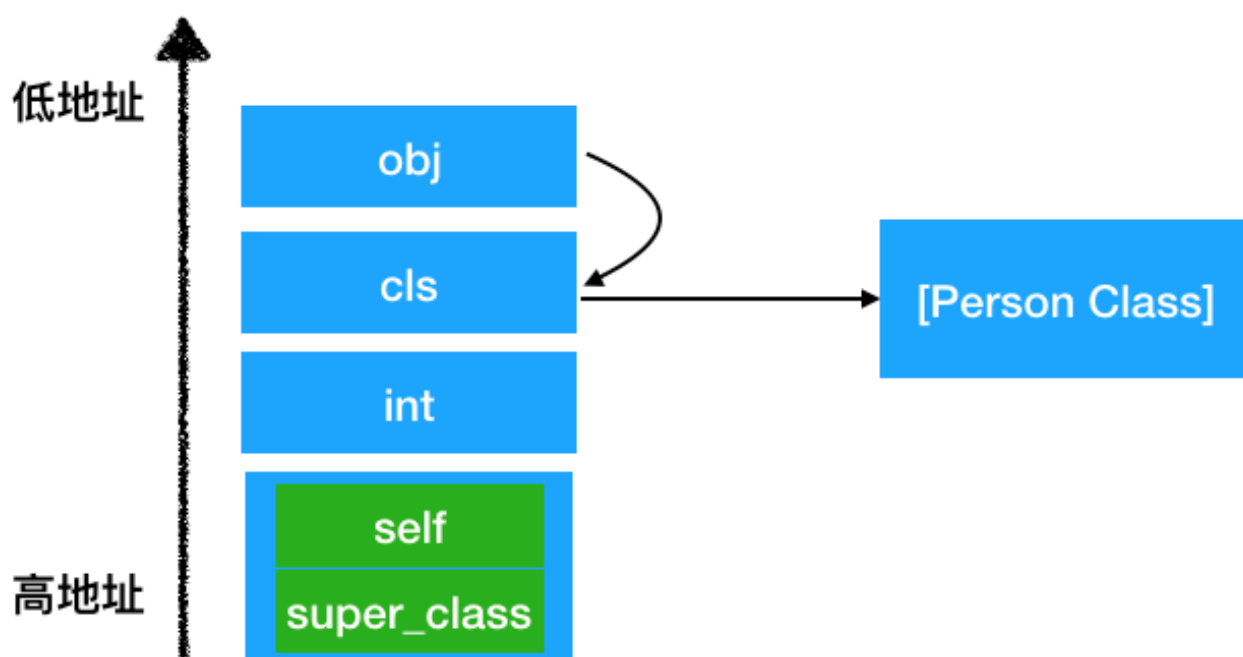 低地址
obj
cls
[Person Class]
int
self
高地址
super_class